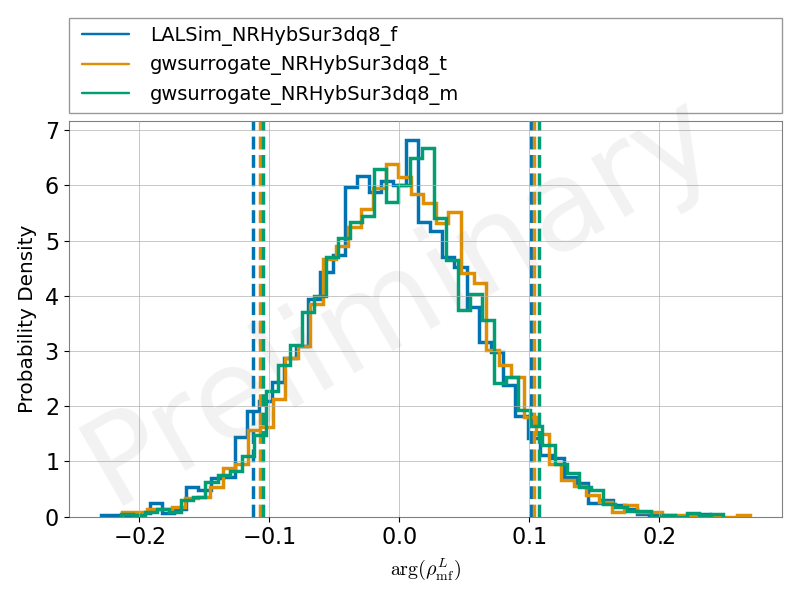 LALSim_NRHybSur3dq8_f
gwsurrogate_NRHybSur3dq8_t
gwsurrogate_NRHybSur3dq8_m
Preliminary
Probability Density
7
6
5
4
3
2
1
0
−0.2 −0.1 0.0 0.1 0.2
arg(ρ^L_mf)